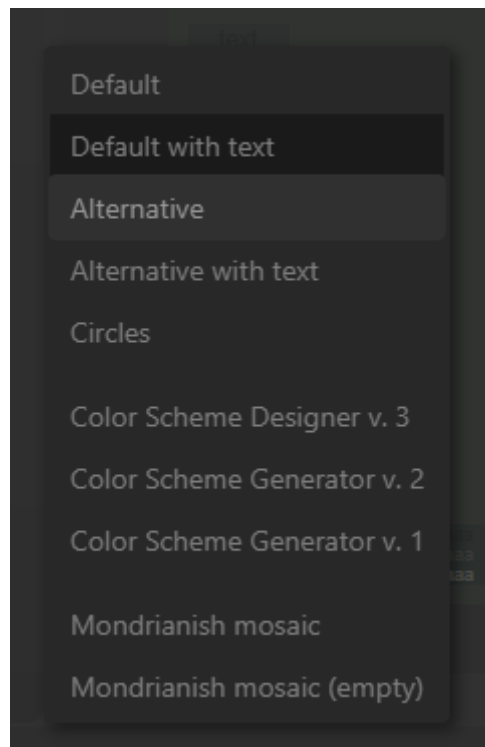 text
Default
Default with text
Alternative
Alternative with text
Circles
Color Scheme Designer v. 3
Color Scheme Generator v. 2
Color Scheme Generator v. 1
Mondrianish mosaic
Mondrianish mosaic (empty)